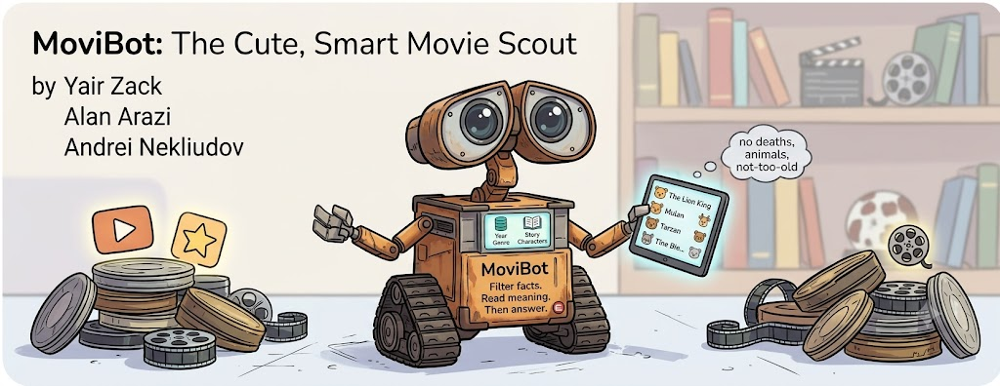 MoviBot: The Cute, Smart Movie Scout
by Yair Zack
Alan Arazi
Andrei Nekliudov
no deaths,
animals,
not-too-old
The Lion King
Mulan
Tarzan
Tine Bie...
Year
Genre
Story
Characters
MoviBot
Filter facts.
Read meaning.
Then answer.